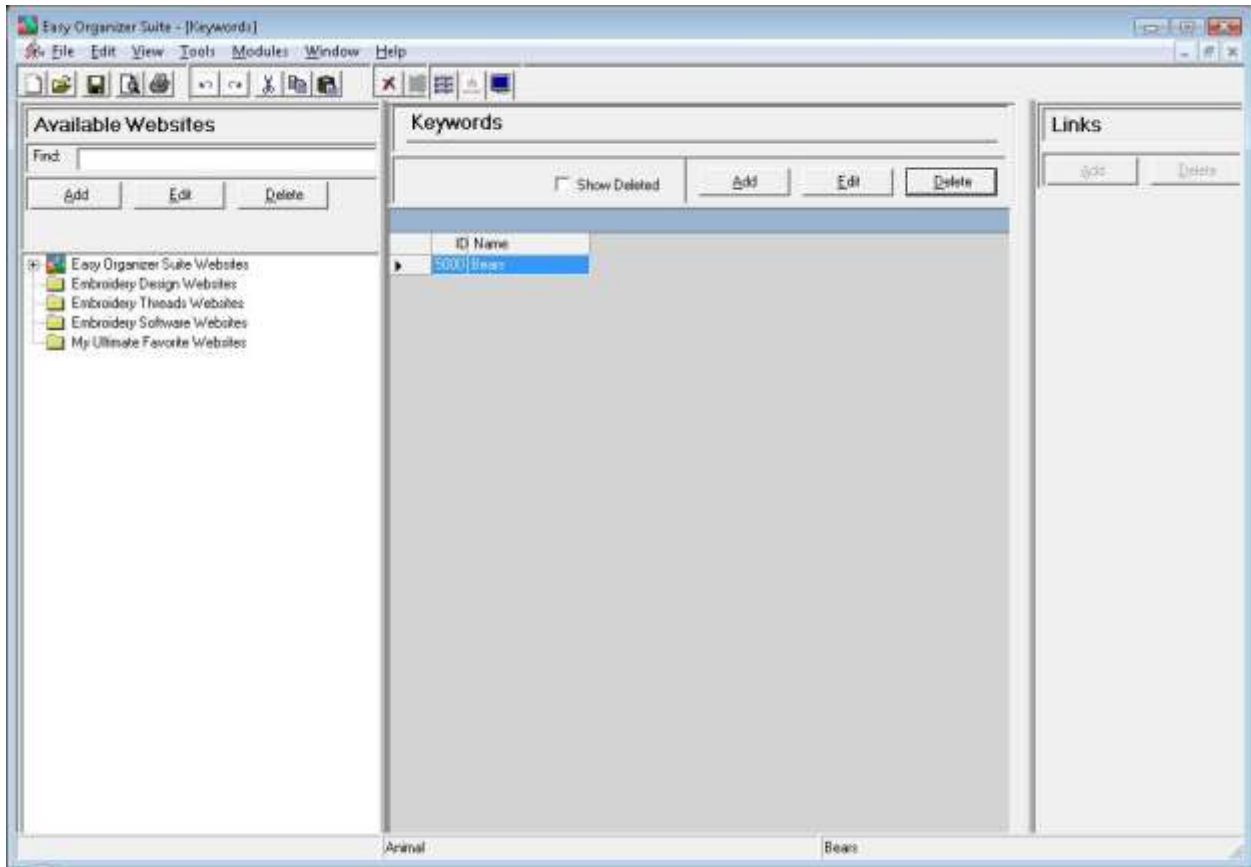 Easy Organizer Suite - [Keywords]
File Edit View Tools Modules Window Help
Available Websites
Find:
Add Edit Delete
Easy Organizer Suite Websites
Embroidery Design Websites
Embroidery Threads Websites
Embroidery Software Websites
My Ultimate Favorite Websites
Keywords
Show Deleted Add Edit Delete
ID Name
5000 Bears
Links
Add Delete
Animal Bears